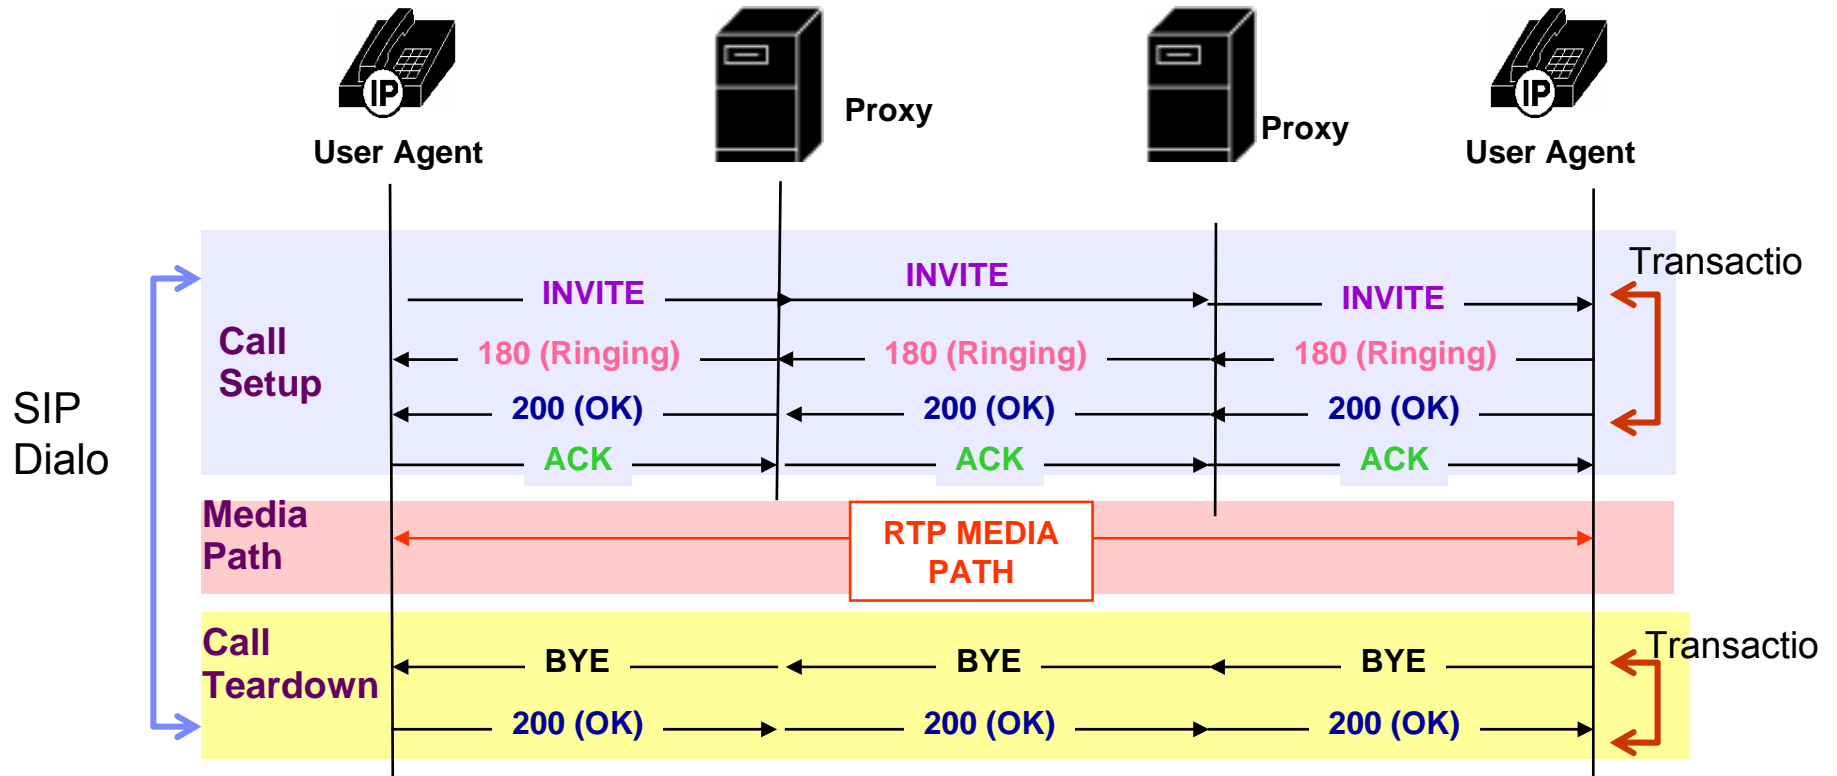 IP
IP
Proxy
Proxy
User Agent
User Agent
Transactio
INVITE
INVITE
INVITE
Call
Setup
180 (Ringing)
180 (Ringing)
180 (Ringing)
SIP
Dialo
200 (OK)
200 (OK)
200 (OK)
ACK
ACK
ACK
Media
Path
RTP MEDIA
PATH
Call
Teardown
Transactio
BYE
BYE
BYE
200 (OK)
200 (OK)
200 (OK)